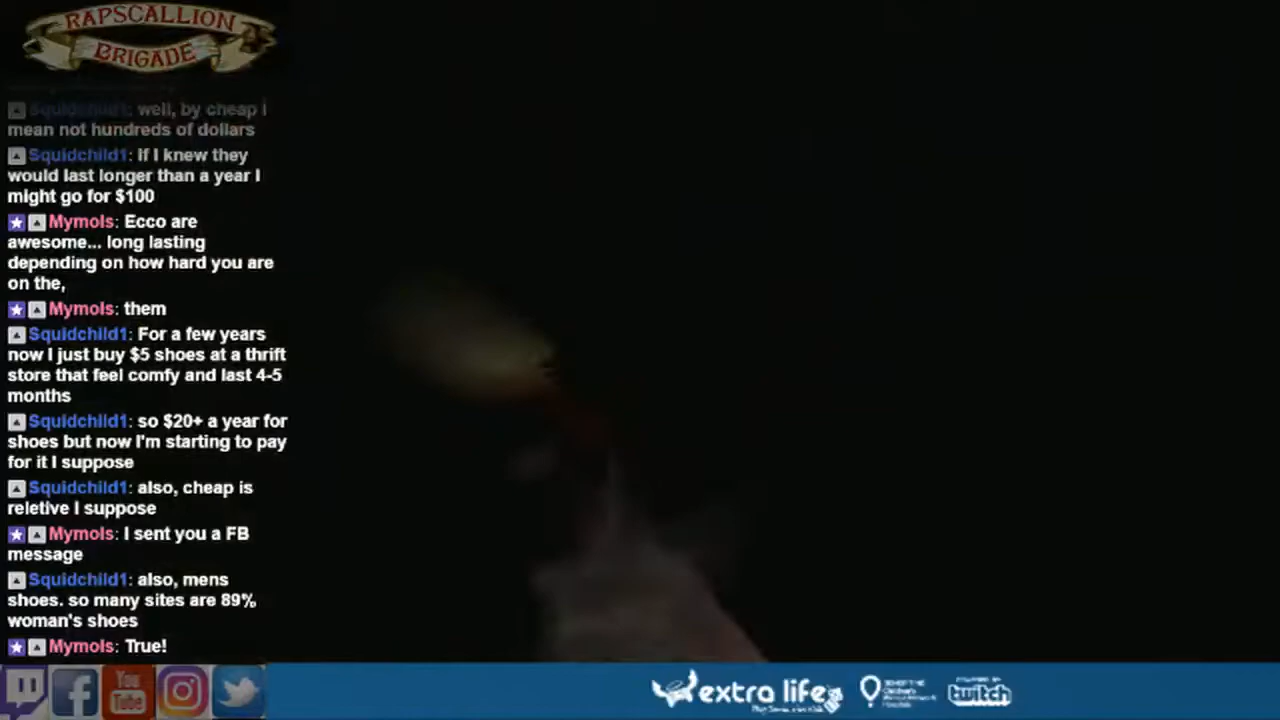 RAPSCALLION
BRIGADE
Squidchild1: well, by cheap I
mean not hundreds of dollars
Squidchild1: If I knew they
would last longer than a year I
might go for $100
Mymols: Ecco are
awesome... long lasting
depending on how hard you are
on the,
Mymols: them
Squidchild1: For a few years
now I just buy $5 shoes at a thrift
store that feel comfy and last 4-5
months
Squidchild1: so $20+ a year for
shoes but now I'm starting to pay
for it I suppose
Squidchild1: also, cheap is
reletive I suppose
Mymols: I sent you a FB
message
Squidchild1: also, mens
shoes. so many sites are 89%
woman's shoes
Mymols: True!
You
Tube
extra life
twitch